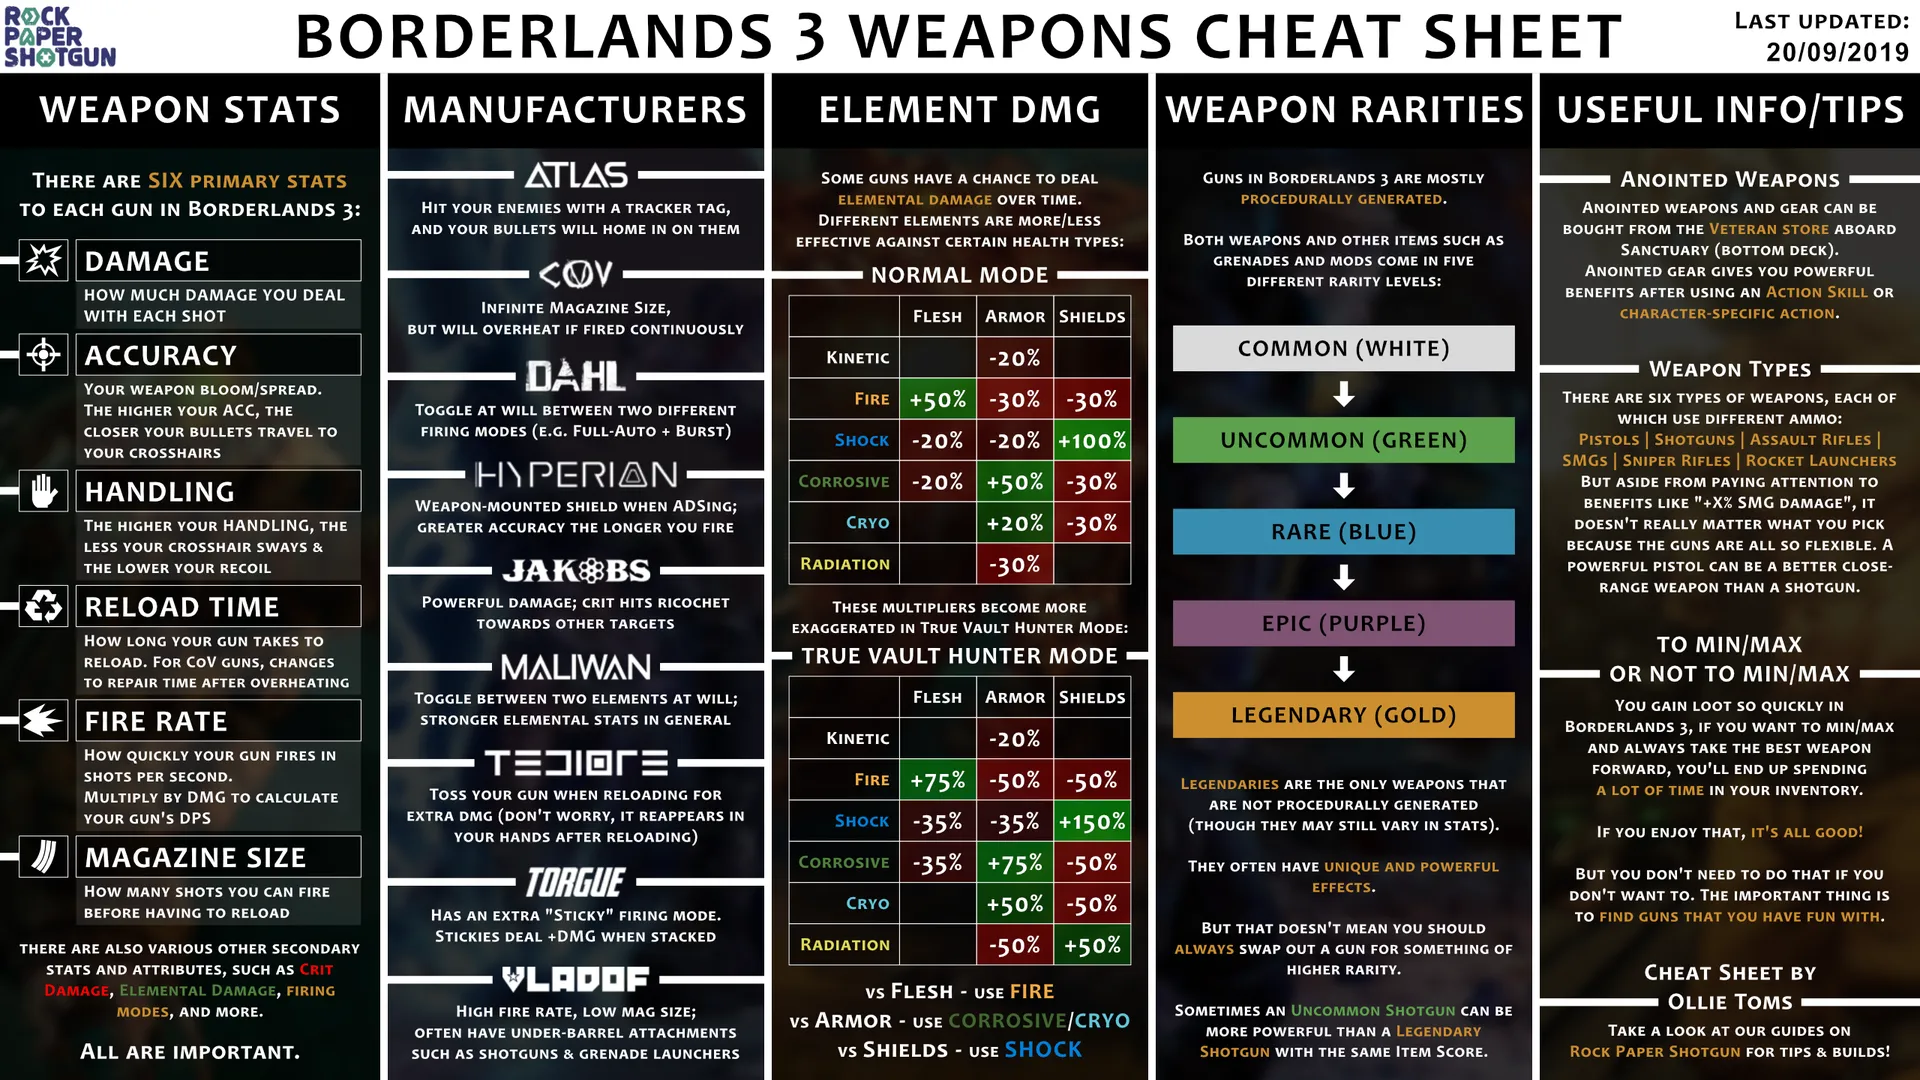 ROCK
PAPER
SHOTGUN
BORDERLANDS 3 WEAPONS CHEAT SHEET
LAST UPDATED:
20/09/2019
WEAPON STATS
THERE ARE SIX PRIMARY STATS
TO EACH GUN IN BORDERLANDS 3:
DAMAGE
HOW MUCH DAMAGE YOU DEAL
WITH EACH SHOT
ACCURACY
YOUR WEAPON BLOOM/SPREAD.
THE HIGHER YOUR ACC, THE
CLOSER YOUR BULLETS TRAVEL TO
YOUR CROSSHAIRS
HANDLING
THE HIGHER YOUR HANDLING, THE
LESS YOUR CROSSHAIR SWAYS &
THE LOWER YOUR RECOIL
RELOAD TIME
HOW LONG YOUR GUN TAKES TO
RELOAD. FOR COV GUNS, CHANGES
TO REPAIR TIME AFTER OVERHEATING
FIRE RATE
HOW QUICKLY YOUR GUN FIRES IN
SHOTS PER SECOND.
MULTIPLY BY DMG TO CALCULATE
YOUR GUN'S DPS
MAGAZINE SIZE
HOW MANY SHOTS YOU CAN FIRE
BEFORE HAVING TO RELOAD
THERE ARE ALSO VARIOUS OTHER SECONDARY
STATS AND ATTRIBUTES, SUCH AS CRIT
DAMAGE, ELEMENTAL DAMAGE, FIRING
MODES, AND MORE.
ALL ARE IMPORTANT.
MANUFACTURERS
ATLAS
HIT YOUR ENEMIES WITH A TRACKER TAG,
AND YOUR BULLETS WILL HOME IN ON THEM
COV
INFINITE MAGAZINE SIZE,
BUT WILL OVERHEAT IF FIRED CONTINUOUSLY
DAHL
TOGGLE AT WILL BETWEEN TWO DIFFERENT
FIRING MODES (E.G. FULL-AUTO + BURST)
HYPERION
WEAPON-MOUNTED SHIELD WHEN ADSING;
GREATER ACCURACY THE LONGER YOU FIRE
JAKOBS
POWERFUL DAMAGE; CRIT HITS RICOCHET
TOWARDS OTHER TARGETS
MALIWAN
TOGGLE BETWEEN TWO ELEMENTS AT WILL;
STRONGER ELEMENTAL STATS IN GENERAL
TEDIORE
TOSS YOUR GUN WHEN RELOADING FOR
EXTRA DMG (DON'T WORRY, IT REAPPEARS IN
YOUR HANDS AFTER RELOADING)
TORGUE
HAS AN EXTRA "STICKY" FIRING MODE.
STICKIES DEAL +DMG WHEN STACKED
VLADOF
HIGH FIRE RATE, LOW MAG SIZE;
OFTEN HAVE UNDER-BARREL ATTACHMENTS
SUCH AS SHOTGUNS & GRENADE LAUNCHERS
ELEMENT DMG
SOME GUNS HAVE A CHANCE TO DEAL
ELEMENTAL DAMAGE OVER TIME.
DIFFERENT ELEMENTS ARE MORE/LESS
EFFECTIVE AGAINST CERTAIN HEALTH TYPES:
NORMAL MODE
FLESH ARMOR SHIELDS
KINETIC -20%
FIRE +50% -30% -30%
SHOCK -20% -20% +100%
CORROSIVE -20% +50% -30%
CRYO +20% -30%
RADIATION -30%
THESE MULTIPLIERS BECOME MORE
EXAGGERATED IN TRUE VAULT HUNTER MODE:
TRUE VAULT HUNTER MODE
FLESH ARMOR SHIELDS
KINETIC -20%
FIRE +75% -50% -50%
SHOCK -35% -35% +150%
CORROSIVE -35% +75% -50%
CRYO +50% -50%
RADIATION -50% +50%
VS FLESH - USE FIRE
VS ARMOR - USE CORROSIVE/CRYO
VS SHIELDS - USE SHOCK
WEAPON RARITIES
GUNS IN BORDERLANDS 3 ARE MOSTLY
PROCEDURALLY GENERATED.
BOTH WEAPONS AND OTHER ITEMS SUCH AS
GRENADES AND MODS COME IN FIVE
DIFFERENT RARITY LEVELS:
COMMON (WHITE)
UNCOMMON (GREEN)
RARE (BLUE)
EPIC (PURPLE)
LEGENDARY (GOLD)
LEGENDARIES ARE THE ONLY WEAPONS THAT
ARE NOT PROCEDURALLY GENERATED
(THOUGH THEY MAY STILL VARY IN STATS).
THEY OFTEN HAVE UNIQUE AND POWERFUL
EFFECTS.
BUT THAT DOESN'T MEAN YOU SHOULD
ALWAYS SWAP OUT A GUN FOR SOMETHING OF
HIGHER RARITY.
SOMETIMES AN UNCOMMON SHOTGUN CAN BE
MORE POWERFUL THAN A LEGENDARY
SHOTGUN WITH THE SAME ITEM SCORE.
USEFUL INFO/TIPS
ANOINTED WEAPONS
ANOINTED WEAPONS AND GEAR CAN BE
BOUGHT FROM THE VETERAN STORE ABOARD
SANCTUARY (BOTTOM DECK).
ANOINTED GEAR GIVES YOU POWERFUL
BENEFITS AFTER USING AN ACTION SKILL OR
CHARACTER-SPECIFIC ACTION.
WEAPON TYPES
THERE ARE SIX TYPES OF WEAPONS, EACH OF
WHICH USE DIFFERENT AMMO:
PISTOLS | SHOTGUNS | ASSAULT RIFLES |
SMGS | SNIPER RIFLES | ROCKET LAUNCHERS
BUT ASIDE FROM PAYING ATTENTION TO
BENEFITS LIKE "+X% SMG DAMAGE", IT
DOESN'T REALLY MATTER WHAT YOU PICK
BECAUSE THE GUNS ARE ALL SO FLEXIBLE. A
POWERFUL PISTOL CAN BE A BETTER CLOSE-
RANGE WEAPON THAN A SHOTGUN.
TO MIN/MAX
OR NOT TO MIN/MAX
YOU GAIN LOOT SO QUICKLY IN
BORDERLANDS 3, IF YOU WANT TO MIN/MAX
AND ALWAYS TAKE THE BEST WEAPON
FORWARD, YOU'LL END UP SPENDING
A LOT OF TIME IN YOUR INVENTORY.
IF YOU ENJOY THAT, IT'S ALL GOOD!
BUT YOU DON'T NEED TO DO THAT IF YOU
DON'T WANT TO. THE IMPORTANT THING IS
TO FIND GUNS THAT YOU HAVE FUN WITH.
CHEAT SHEET BY
OLLIE TOMS
TAKE A LOOK AT OUR GUIDES ON
ROCK PAPER SHOTGUN FOR TIPS & BUILDS!